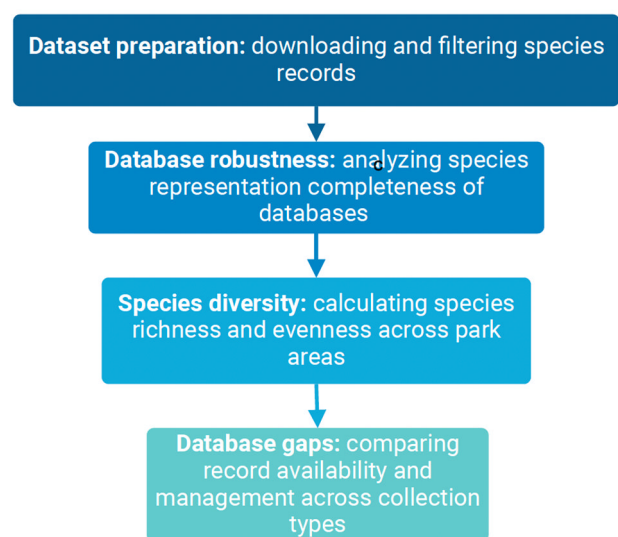 Dataset preparation: downloading and filtering species
records
Database robustness: analyzing species
representation completeness of
databases
Species diversity: calculating species
richness and evenness across park
areas
Database gaps: comparing
record availability and
management across collection
types